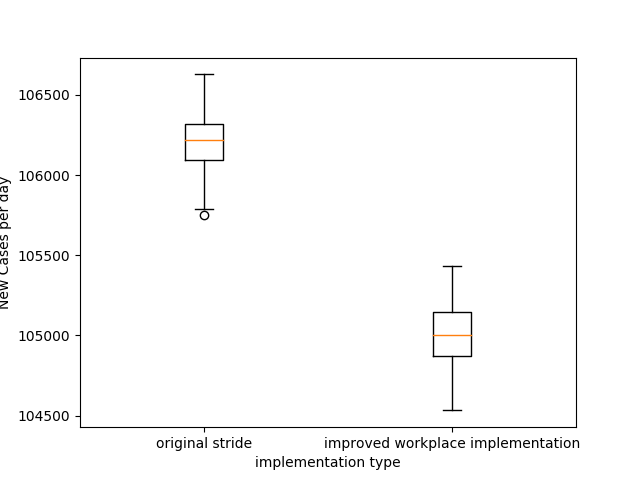 106500
106000
105500
105000
104500
New Cases per day
original stride
improved workplace implementation
implementation type